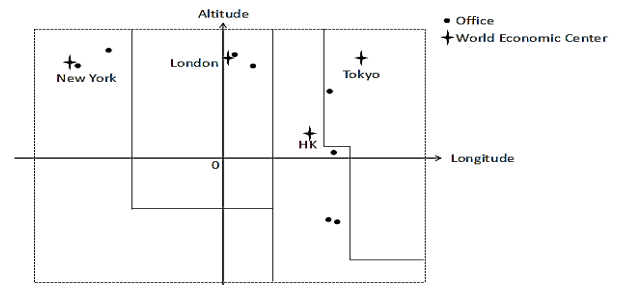 Altitude
Office
World Economic Center
New York
London
Tokyo
HK
0
Longitude